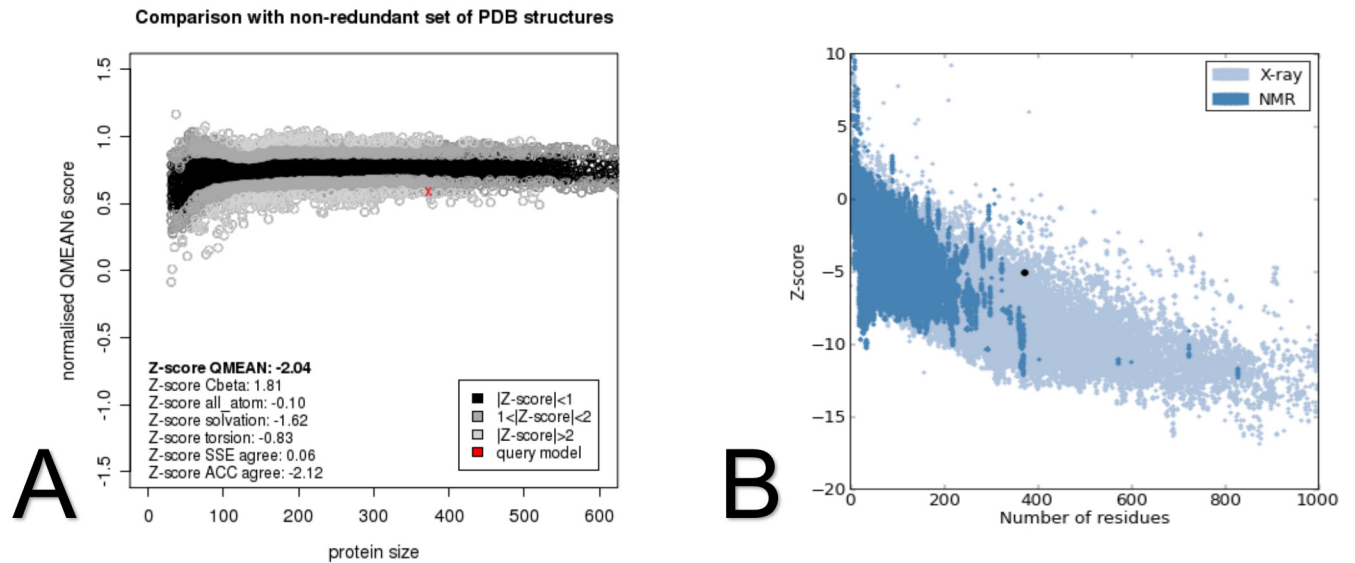 Comparison with non-redundant set of PDB structures
normalised QMEAN6 score
1.5
1.0
0.5
0.0
-0.5
-1.0
-1.5
Z-score QMEAN: -2.04
Z-score Cbeta: 1.81
Z-score all_atom: -0.10
Z-score solvation: -1.62
Z-score torsion: -0.83
Z-score SSE agree: 0.06
Z-score ACC agree: -2.12
|Z-score|<1
1<|Z-score|<2
|Z-score|>2
query model
x
0 100 200 300 400 500 600
protein size
A
Z-score
10
5
0
−5
−10
−15
−20
X-ray
NMR
0 200 400 600 800 1000
Number of residues
B